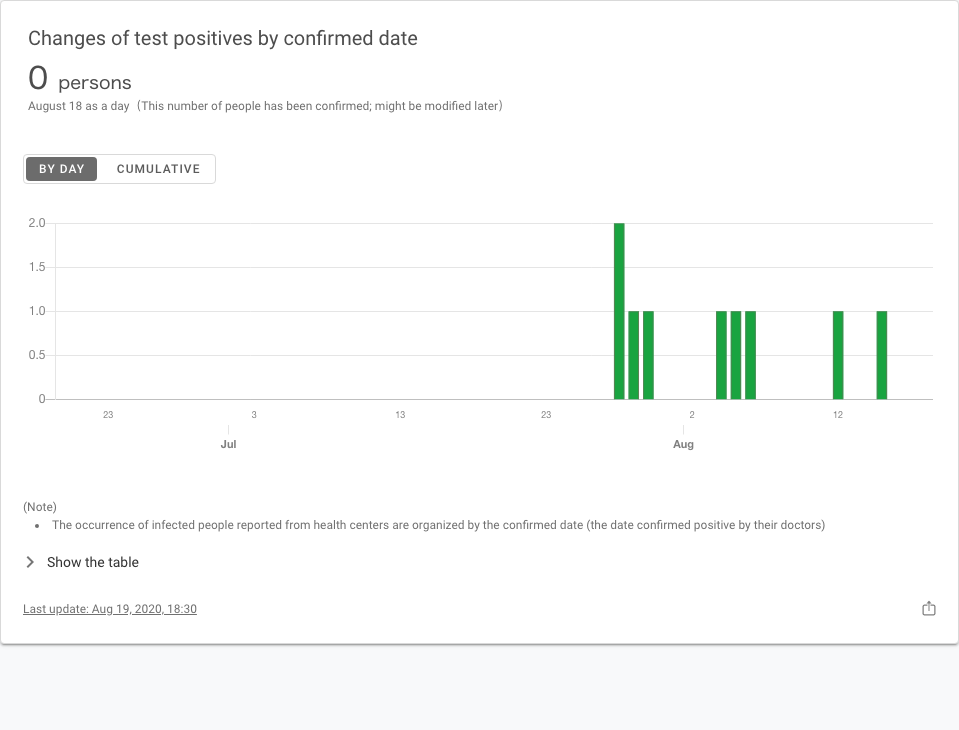 Changes of test positives by confirmed date
0 persons
August 18 as a day（This number of people has been confirmed; might be modified later）
BY DAY CUMULATIVE
2.0
1.5
1.0
0.5
0
23 3 13 23 2 12
Jul Aug
(Note)
• The occurrence of infected people reported from health centers are organized by the confirmed date (the date confirmed positive by their doctors)
Show the table
Last update: Aug 19, 2020, 18:30